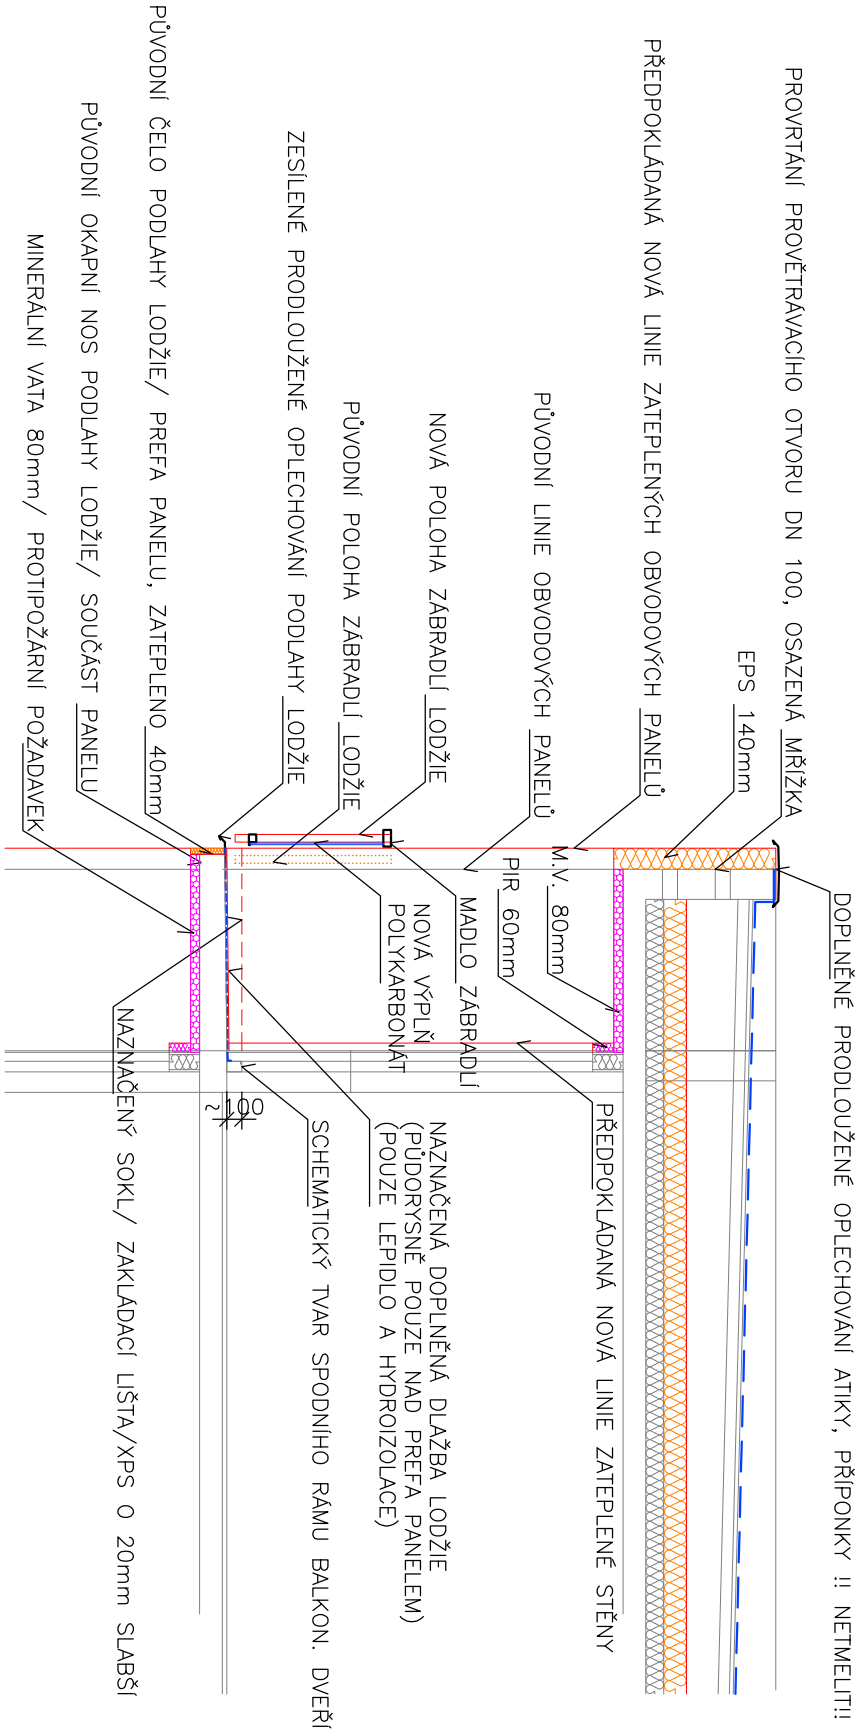 DOPLNĚNÉ PRODLOUŽENÉ OPLECHOVÁNÍ ATIKY, PŘÍPONKY !! NETMELIT!!
PROVRTÁNÍ PROVĚTRÁVACÍHO OTVORU DN 100, OSAZENÁ MŘÍŽKA
EPS 140mm
PŘEDPOKLÁDANÁ NOVÁ LINIE ZATEPLENÝCH OBVODOVÝCH PANELŮ
PŮVODNÍ LINIE OBVODOVÝCH PANELŮ
M.V. 80mm
PIR 60mm
PŘEDPOKLÁDANÁ NOVÁ LINIE ZATEPLENÉ STĚNY
MADLO ZÁBRADLÍ
NOVÁ VÝPLŇ
POLYKARBONÁT
NOVÁ POLOHA ZÁBRADLÍ LODŽIE
PŮVODNÍ POLOHA ZÁBRADLÍ LODŽIE
ZESÍLENÉ PRODLOUŽENÉ OPLECHOVÁNÍ PODLAHY LODŽIE
NAZNAČENÁ DOPLNĚNÁ DLAŽBA LODŽIE
(PŮDORYSNĚ POUZE NAD PREFA PANELEM)
(POUZE LEPIDLO A HYDROIZOLACE)
SCHEMATICKÝ TVAR SPODNÍHO RÁMU BALKON. DVEŘÍ
~100
PŮVODNÍ ČELO PODLAHY LODŽIE/ PREFA PANELU, ZATEPLENO 40mm
PŮVODNÍ OKAPNÍ NOS PODLAHY LODŽIE/ SOUČÁST PANELU
MINERÁLNÍ VATA 80mm/ PROTIPOŽÁRNÍ POŽADAVEK
NAZNAČENÝ SOKL/ ZAKLÁDACÍ LIŠTA/XPS O 20mm SLABŠÍ